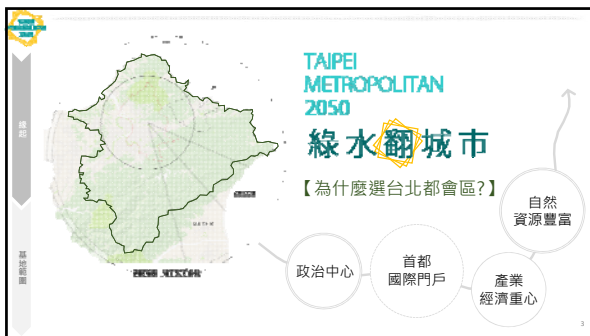 緣起
基地範圍
TAIPEI
METROPOLITAN
2050
綠水翻城市
【為什麼選台北都會區?】
政治中心
首都
國際門戶
產業
經濟重心
自然
資源豐富
3